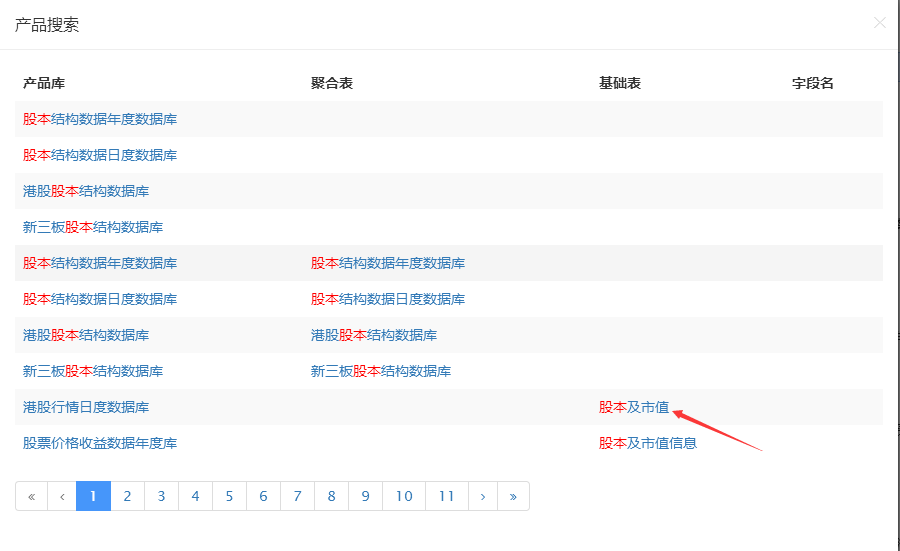 产品搜索
产品库 聚合表 基础表 字段名
股本结构数据年度数据库
股本结构数据日度数据库
港股股本结构数据库
新三板股本结构数据库
股本结构数据年度数据库 股本结构数据年度数据库
股本结构数据日度数据库 股本结构数据日度数据库
港股股本结构数据库 港股股本结构数据库
新三板股本结构数据库 新三板股本结构数据库
港股行情日度数据库 股本及市值
股票价格收益数据年度库 股本及市值信息
« ‹ 1 2 3 4 5 6 7 8 9 10 11 › »